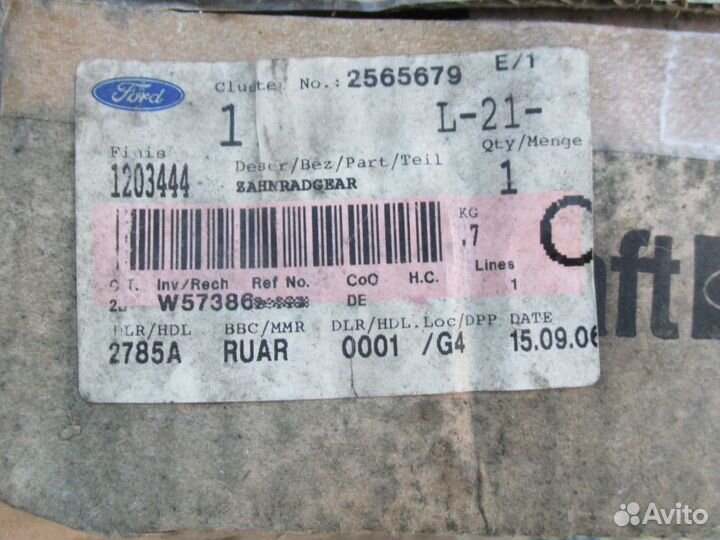 Ford
Cluster No.: 2565679 E/1
1 L-21-
Finis Descr/Bez/Part/Teil Qty/Menge
1203444 ZAHNRADGEAR 1
KG
.7
Inv/Rech Ref No. CoO H.C. Lines
W57386 DE 1
DLR/HDL BBC/MMR DLR/HDL.Loc/DPP DATE
2785A RUAR 0001 /G4 15.09.06
aft
Avito